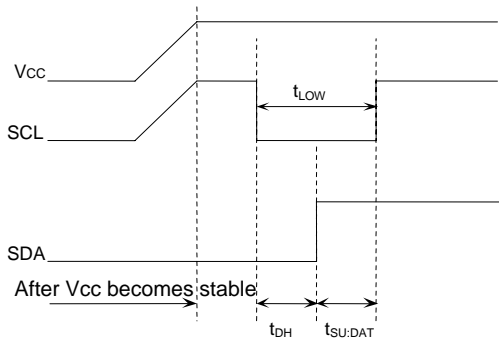 VCC
tLOW
SCL
SDA
After Vcc becomes stable
tDH
tSU:DAT